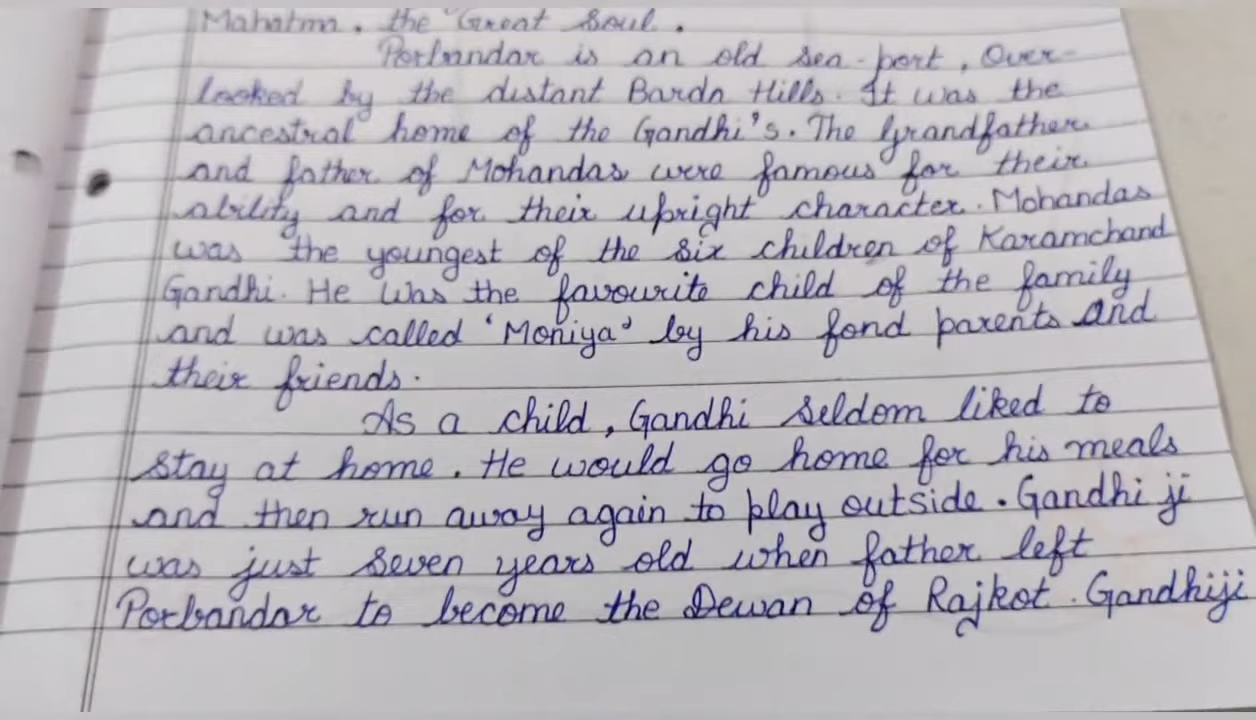 Mahatma, the "Great Soul.
Porbandar is an old sea-port, Over-
looked by the distant Barda Hills. It was the
ancestral home of the Gandhi's. The Grandfather
and father of Mohandas were famous for their
ability and for their upright character. Mohandas
was the youngest of the six children of Karamchand
Gandhi. He was the favourite child of the family
and was called 'Moniya' by his fond parents and
their friends.
As a child, Gandhi seldom liked to
stay at home. He would go home for his meals
and then run away again to play outside. Gandhi ji
was just seven years old when father left
Porbandar to become the Dewan of Rajkot. Gandhiji